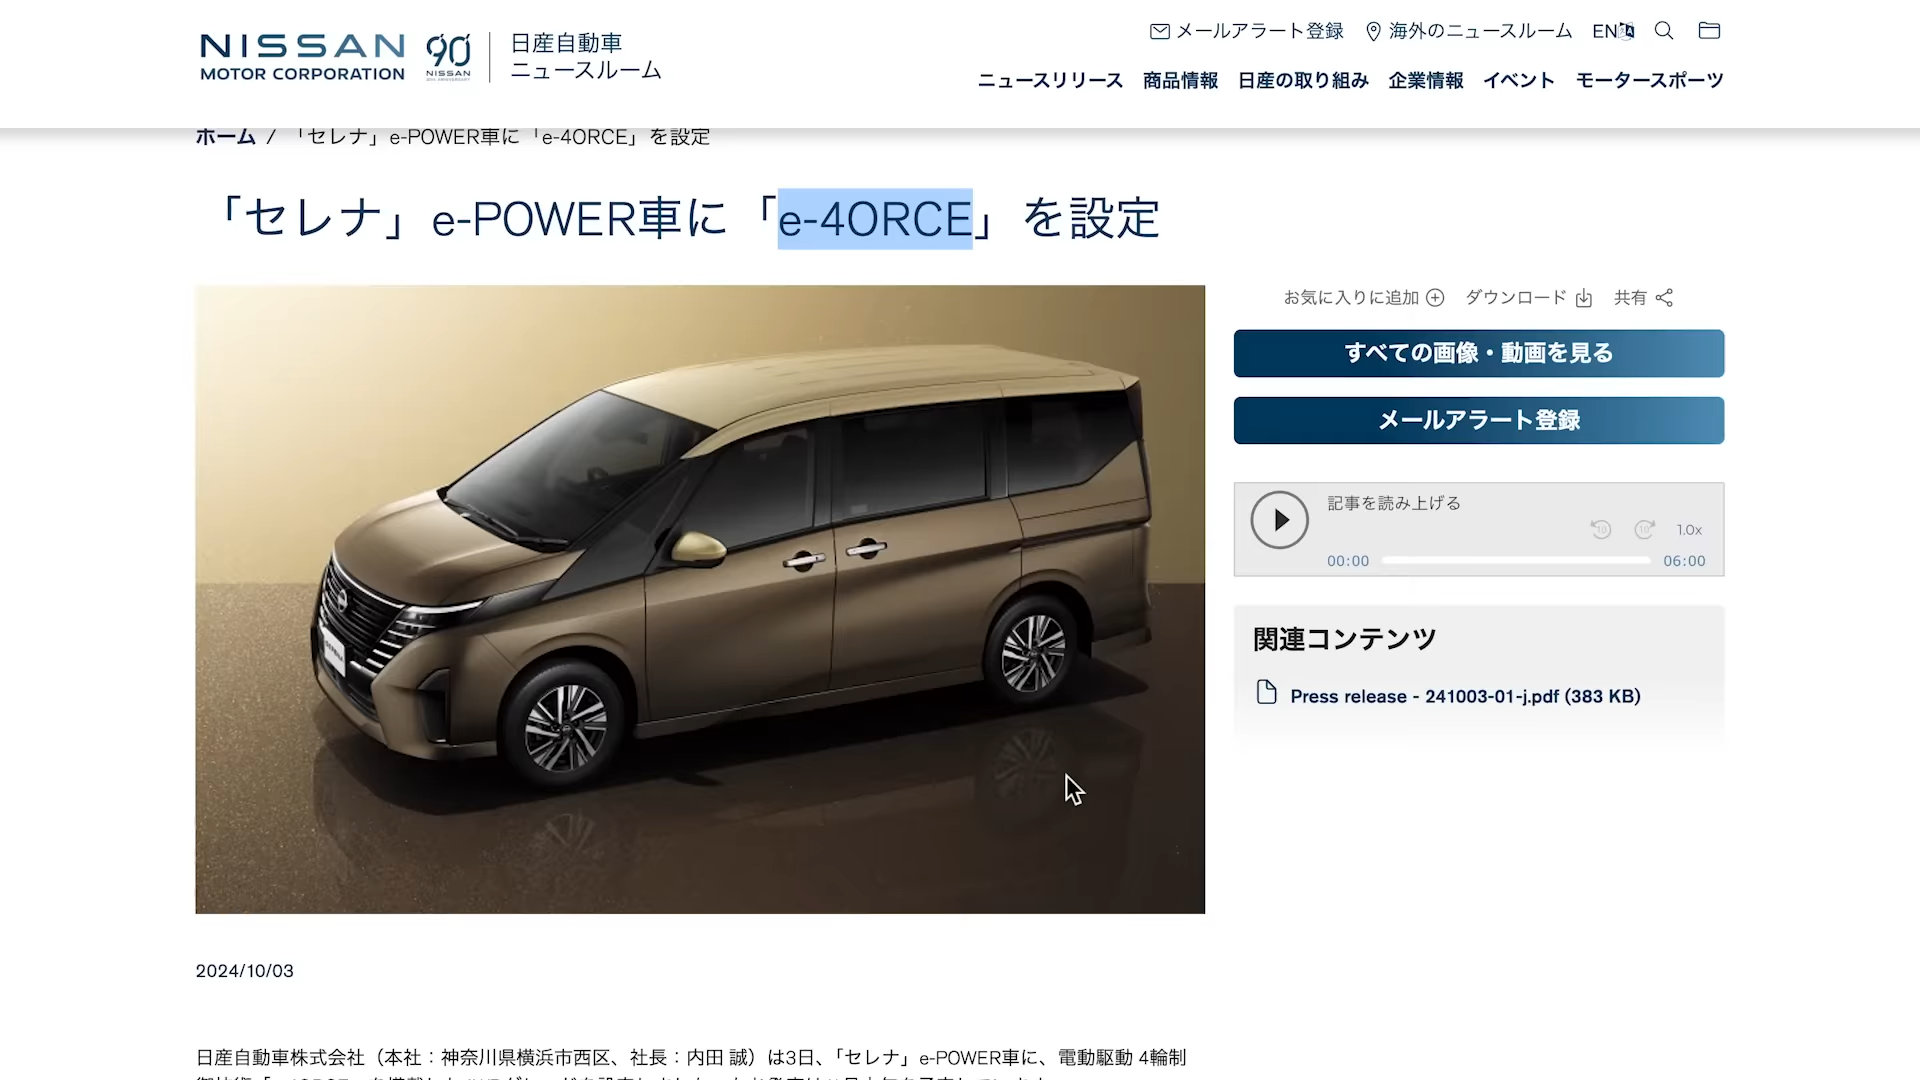 NISSAN
MOTOR CORPORATION
90
NISSAN
日産自動車
ニュースルーム
メールアラート登録 海外のニュースルーム EN
ニュースリリース 商品情報 日産の取り組み 企業情報 イベント モータースポーツ
ホーム / 「セレナ」e-POWER車に「e-4ORCE」を設定
「セレナ」e-POWER車に「e-4ORCE」を設定
お気に入りに追加 ダウンロード 共有
すべての画像・動画を見る
メールアラート登録
記事を読み上げる
10 10 1.0x
00:00 06:00
関連コンテンツ
Press release - 241003-01-j.pdf (383 KB)
2024/10/03
日産自動車株式会社（本社：神奈川県横浜市西区、社長：内田 誠）は3日、「セレナ」e-POWER車に、電動駆動 4輪制